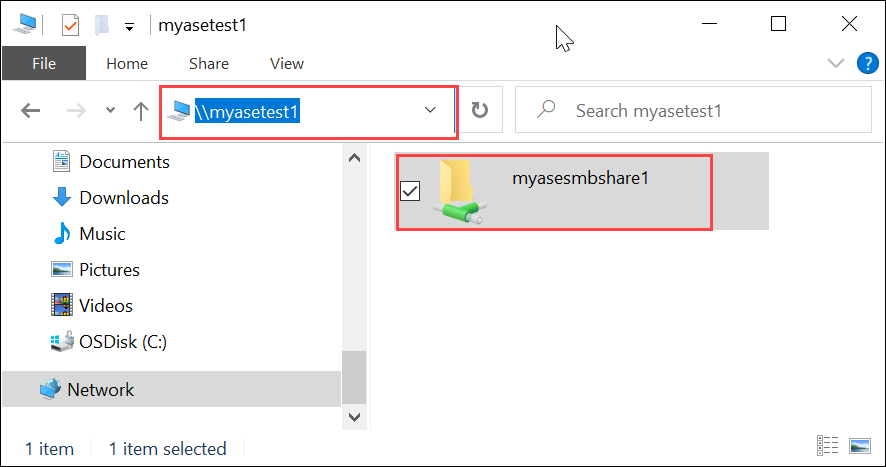 myasetest1
File Home Share View
\\myasetest1
Search myasetest1
Documents
Downloads
Music
Pictures
Videos
OSDisk (C:)
Network
myasesmbshare1
1 item 1 item selected